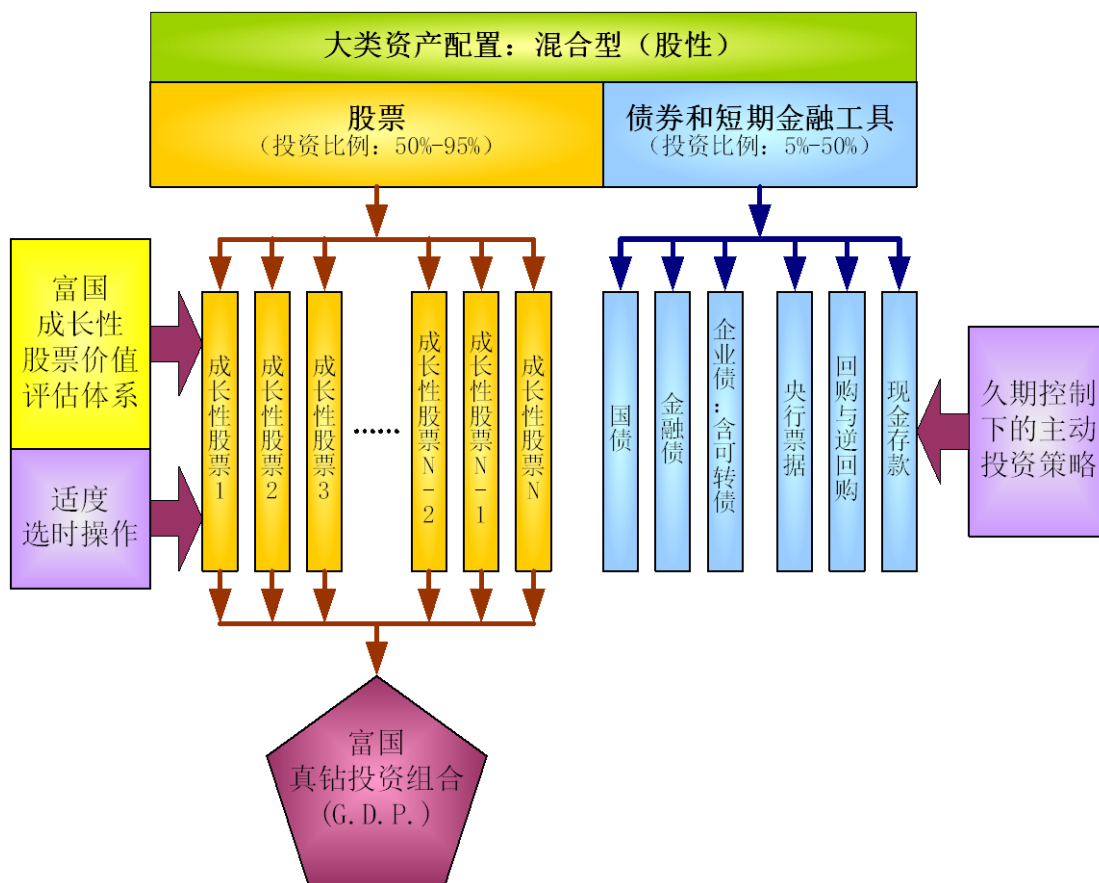 大类资产配置：混合型（股性）
股票
（投资比例：50%-95%）
债券和短期金融工具
（投资比例：5%-50%）
富国
成长性
股票价值
评估体系
适度
选时操作
成长性股票1
成长性股票2
成长性股票3
……
成长性股票N-2
成长性股票N-1
成长性股票N
国债
金融债
企业债：含可转债
央行票据
回购与逆回购
现金存款
久期控制
下的主动
投资策略
富国
真钻投资组合
(G.D.P.)